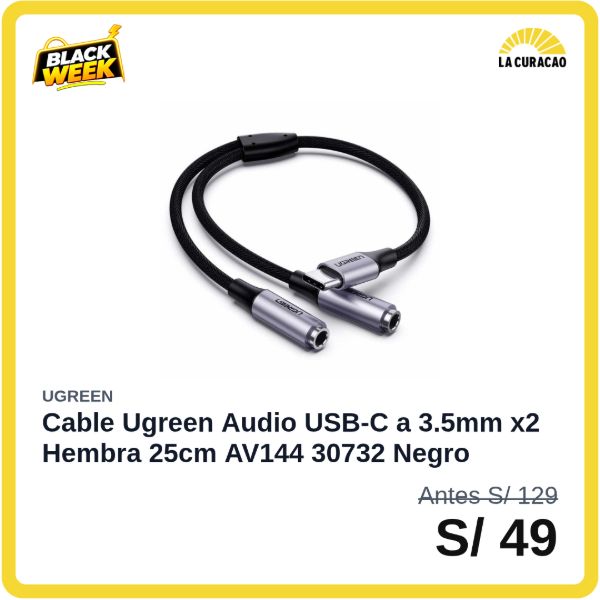 BLACK
WEEK
LA CURACAO
UGREEN
UGREEN
UGREEN
UGREEN
Cable Ugreen Audio USB-C a 3.5mm x2
Hembra 25cm AV144 30732 Negro
Antes S/ 129
S/ 49